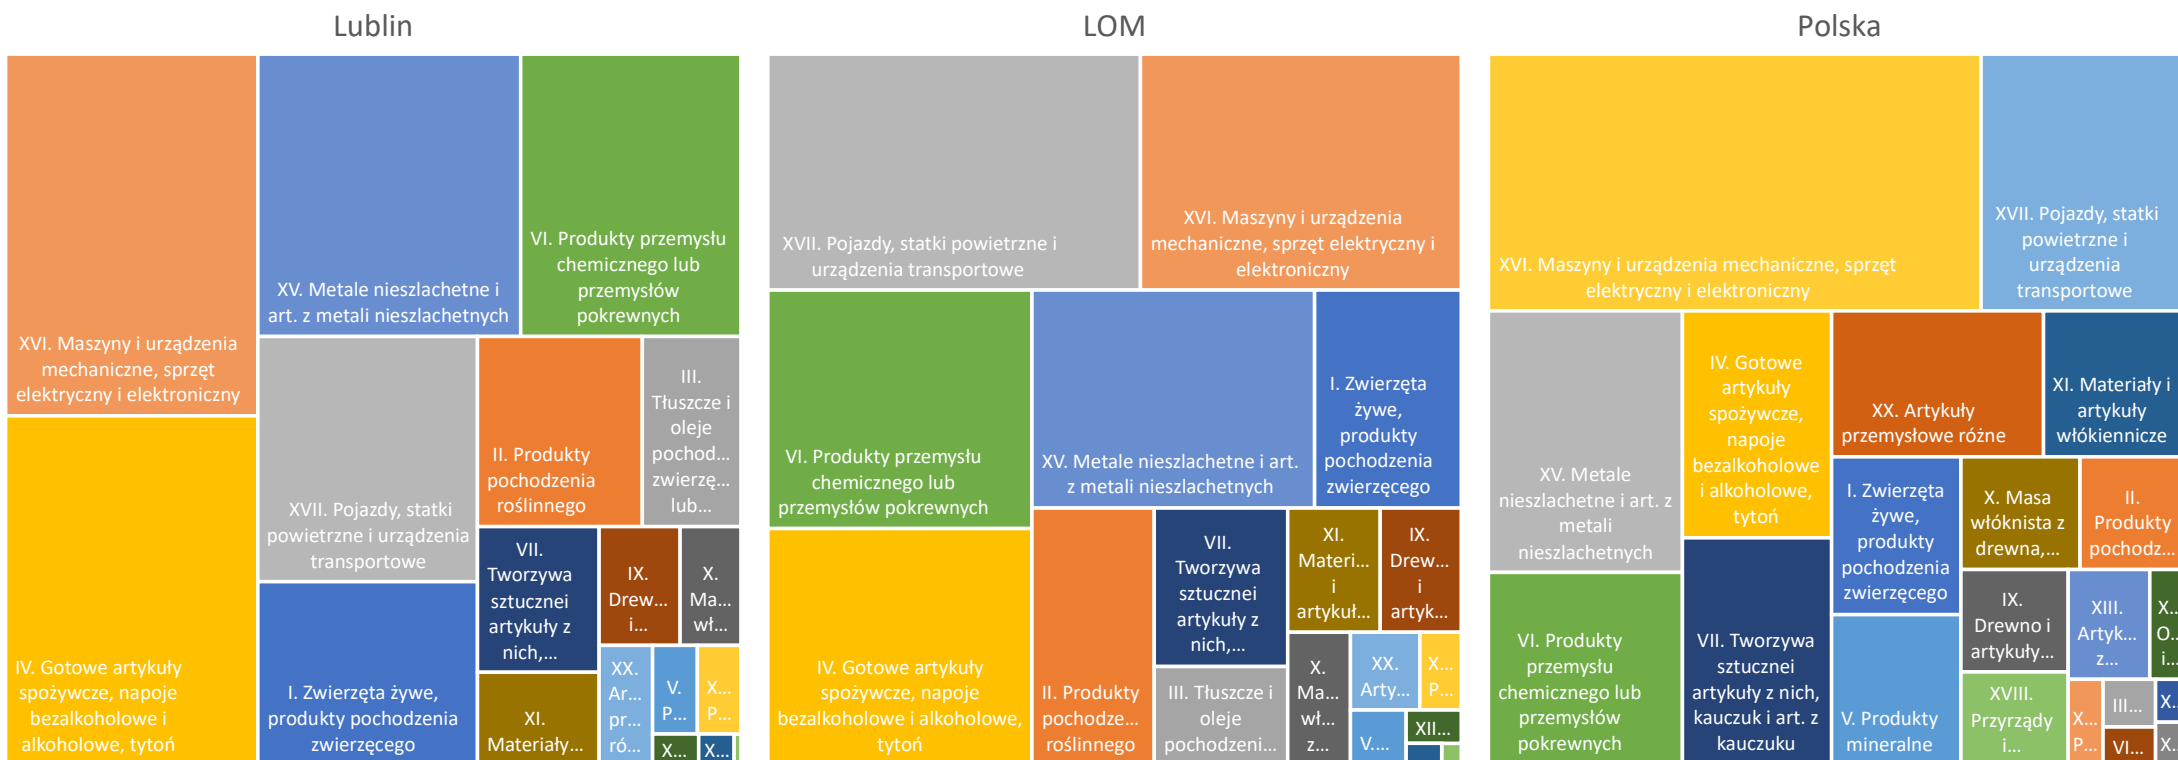 Lublin
XVI. Maszyny i urządzenia
mechaniczne, sprzęt
elektryczny i elektroniczny
XV. Metale nieszlachetne i
art. z metali nieszlachetnych
VI. Produkty przemysłu
chemicznego lub
przemysłów
pokrewnych
IV. Gotowe artykuły
spożywcze, napoje
bezalkoholowe i
alkoholowe, tytoń
XVII. Pojazdy, statki
powietrzne i urządzenia
transportowe
I. Zwierzęta żywe,
produkty pochodzenia
zwierzęcego
II. Produkty
pochodzenia
roślinnego
III.
Tłuszcze i
oleje
pochod...
zwierzę...
lub...
VII.
Tworzywa
sztucznei
artykuły z
nich,...
XI.
Materiały...
IX.
Drew...
i...
X.
Ma...
wł...
XX.
Ar...
pr...
ró...
V.
P...
X...
P...
X...
X...
LOM
XVII. Pojazdy, statki powietrzne i
urządzenia transportowe
XVI. Maszyny i urządzenia
mechaniczne, sprzęt elektryczny i
elektroniczny
VI. Produkty przemysłu
chemicznego lub
przemysłów pokrewnych
XV. Metale nieszlachetne i art.
z metali nieszlachetnych
I. Zwierzęta
żywe,
produkty
pochodzenia
zwierzęcego
IV. Gotowe artykuły
spożywcze, napoje
bezalkoholowe i alkoholowe,
tytoń
II. Produkty
pochodze...
roślinnego
VII.
Tworzywa
sztucznei
artykuły z
nich,...
III. Tłuszcze i
oleje
pochodzeni...
XI.
Materi...
i
artykuł...
IX.
Drew...
i
artyk...
X.
Ma...
wł...
z...
XX.
Arty...
X...
P...
V....
XII...
Polska
XVI. Maszyny i urządzenia mechaniczne, sprzęt
elektryczny i elektroniczny
XVII. Pojazdy, statki
powietrzne i
urządzenia
transportowe
XV. Metale
nieszlachetne i art. z
metali
nieszlachetnych
VI. Produkty
przemysłu
chemicznego lub
przemysłów
pokrewnych
IV. Gotowe
artykuły
spożywcze,
napoje
bezalkoholowe
i alkoholowe,
tytoń
VII. Tworzywa
sztucznei
artykuły z nich,
kauczuk i art. z
kauczuku
XX. Artykuły
przemysłowe różne
XI. Materiały i
artykuły
włókiennicze
I. Zwierzęta
żywe,
produkty
pochodzenia
zwierzęcego
V. Produkty
mineralne
X. Masa
włóknista z
drewna,...
II.
Produkty
pochodz...
IX.
Drewno i
artykuły...
XIII.
Artyk...
z...
X...
O...
i...
XVIII.
Przyrządy
i...
X...
P...
III...
VI...
X...
X...